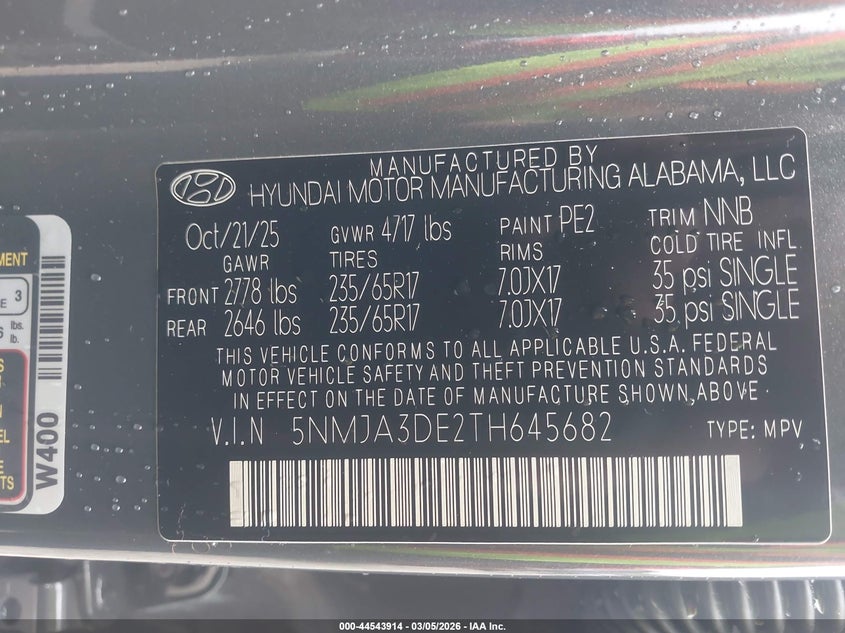 MANUFACTURED BY
HYUNDAI MOTOR MANUFACTURING ALABAMA, LLC
Oct/21/25 GVWR 4717 lbs PAINT PE2 TRIM NNB
GAWR TIRES RIMS COLD TIRE INFL
FRONT 2778 lbs 235/65R17 7.0JX17 35 psi SINGLE
REAR 2646 lbs 235/65R17 7.0JX17 35 psi SINGLE
THIS VEHICLE CONFORMS TO ALL APPLICABLE U.S.A. FEDERAL
MOTOR VEHICLE SAFETY AND THEFT PREVENTION STANDARDS
IN EFFECT ON THE DATE OF MANUFACTURE SHOWN,ABOVE.
V.I.N 5NMJA3DE2TH645682 TYPE: MPV
3
lbs.
lb.
W400
000-44543914 - 03/05/2026 - IAA Inc.